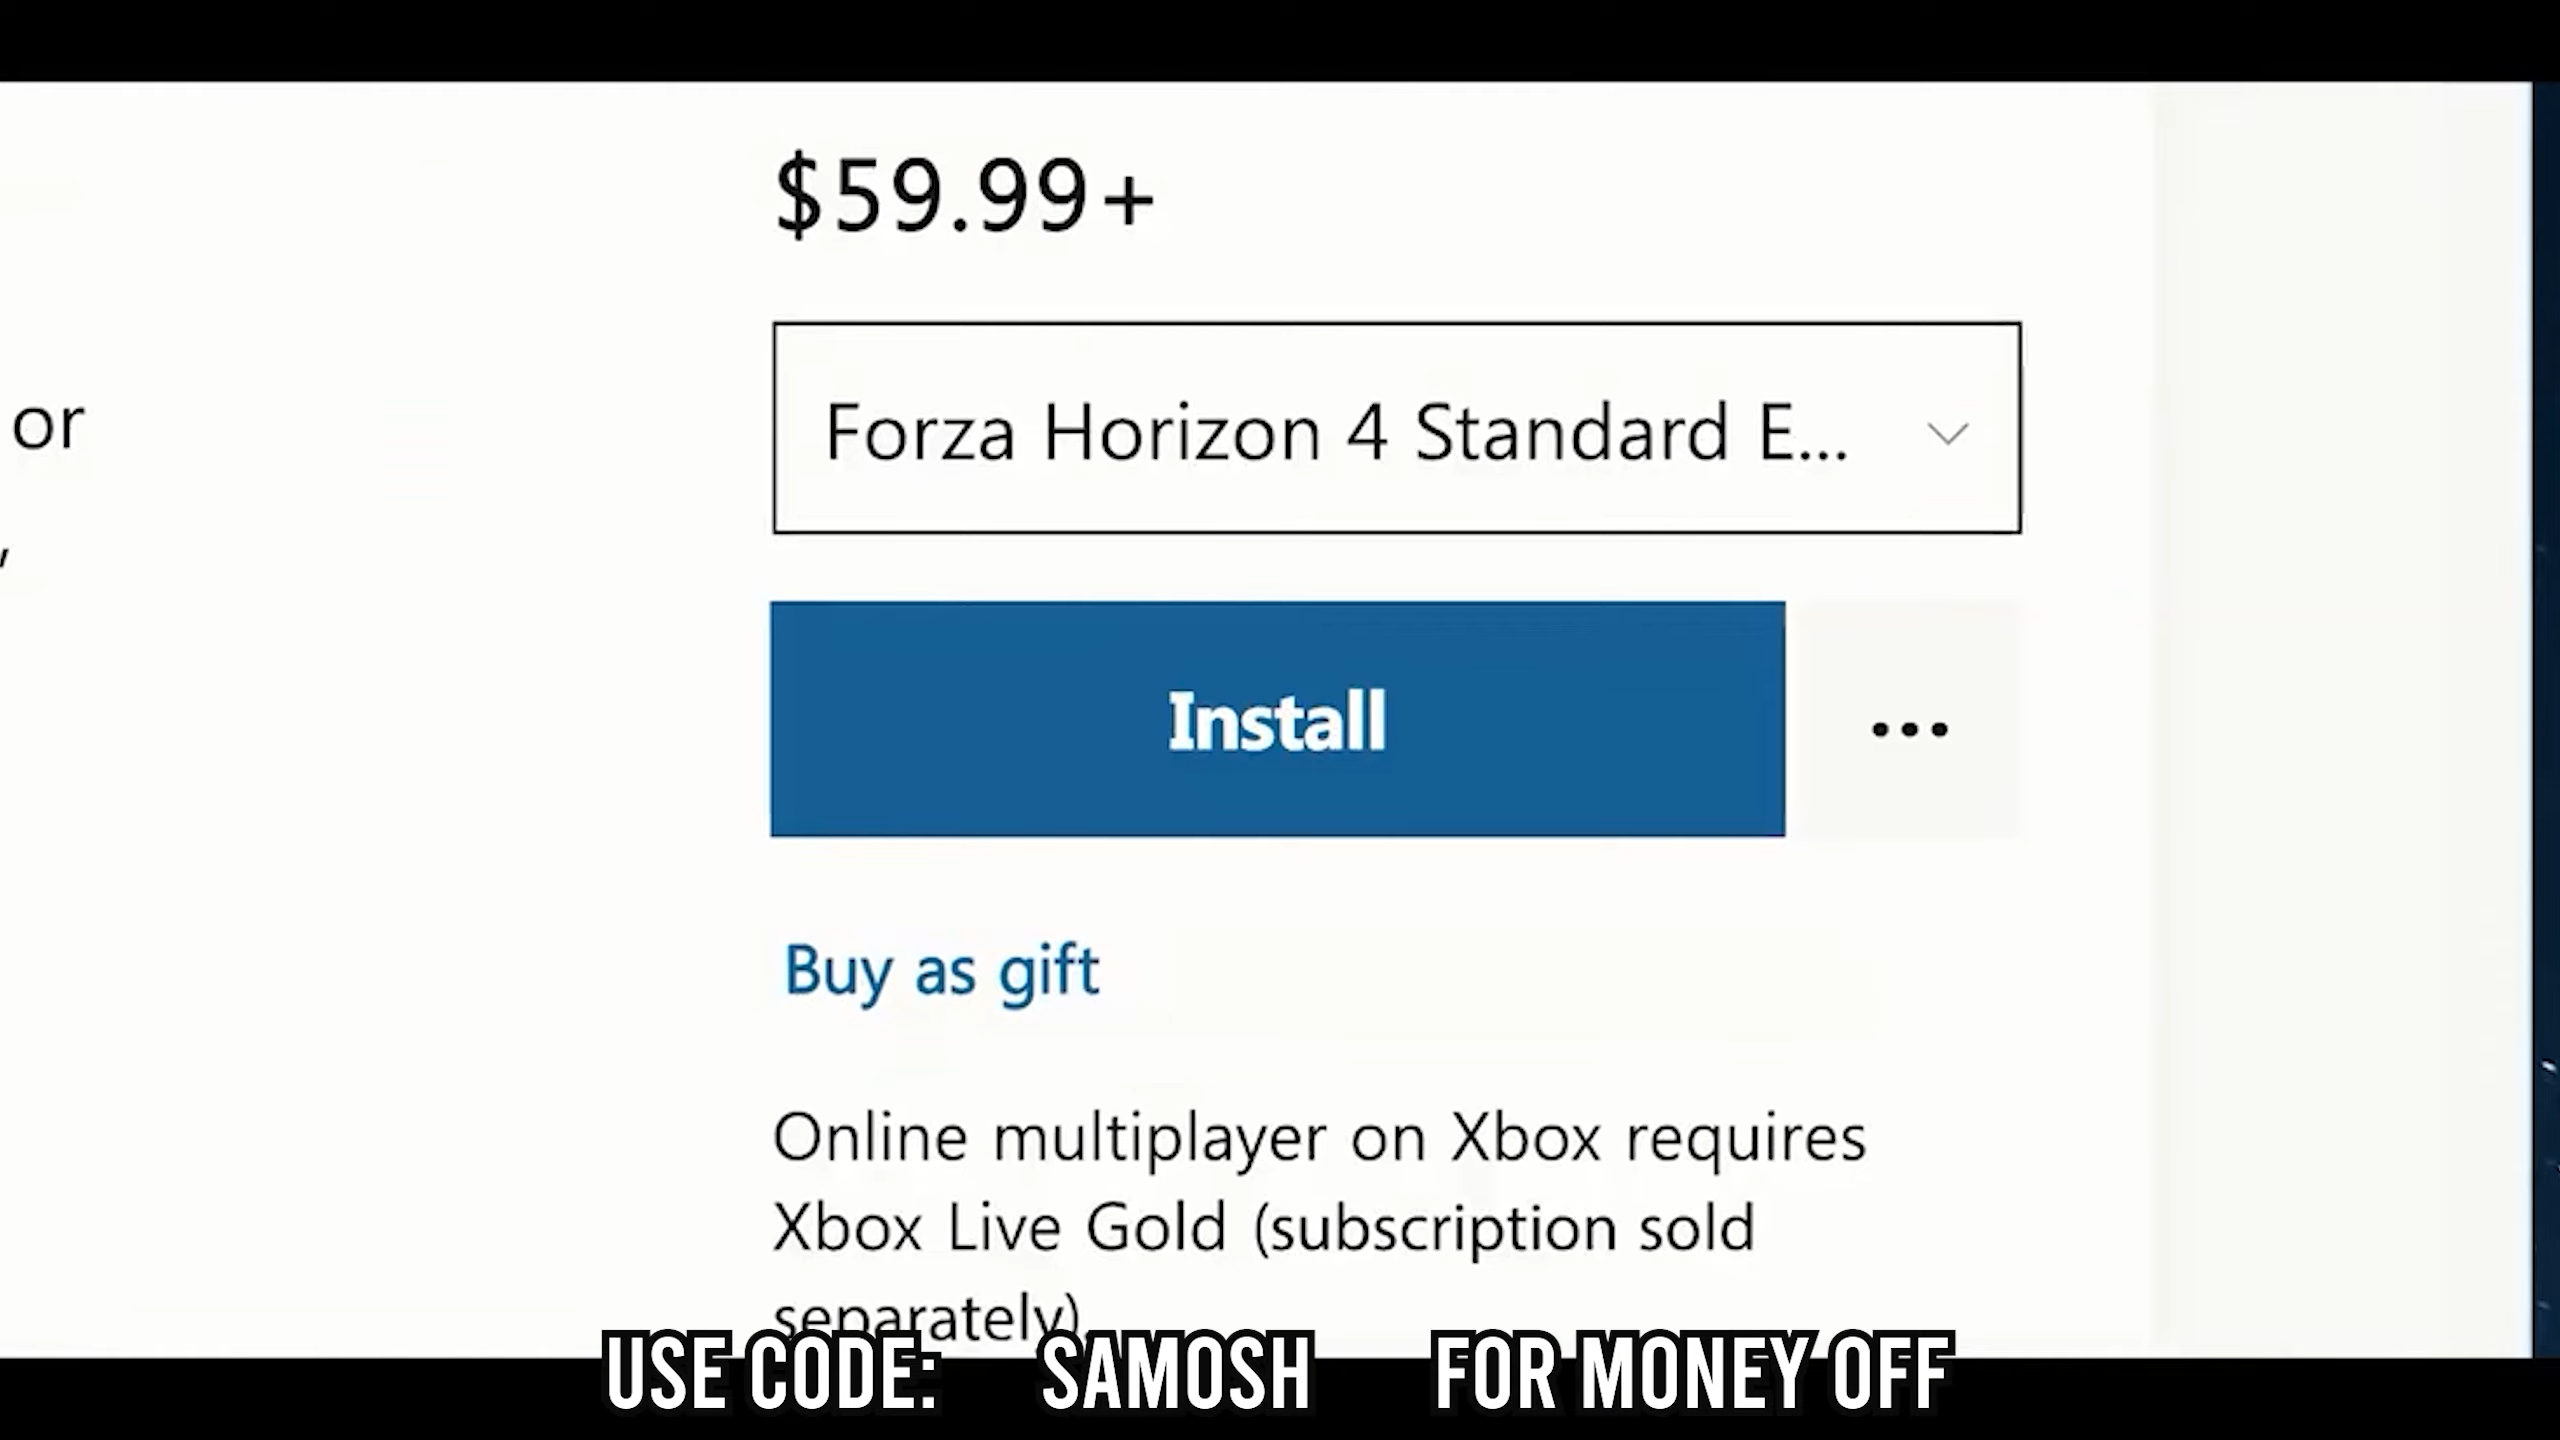 $59.99+
or
Forza Horizon 4 Standard E...
Install
Buy as gift
Online multiplayer on Xbox requires
Xbox Live Gold (subscription sold
separately).
USE CODE: SAMOSH FOR MONEY OFF